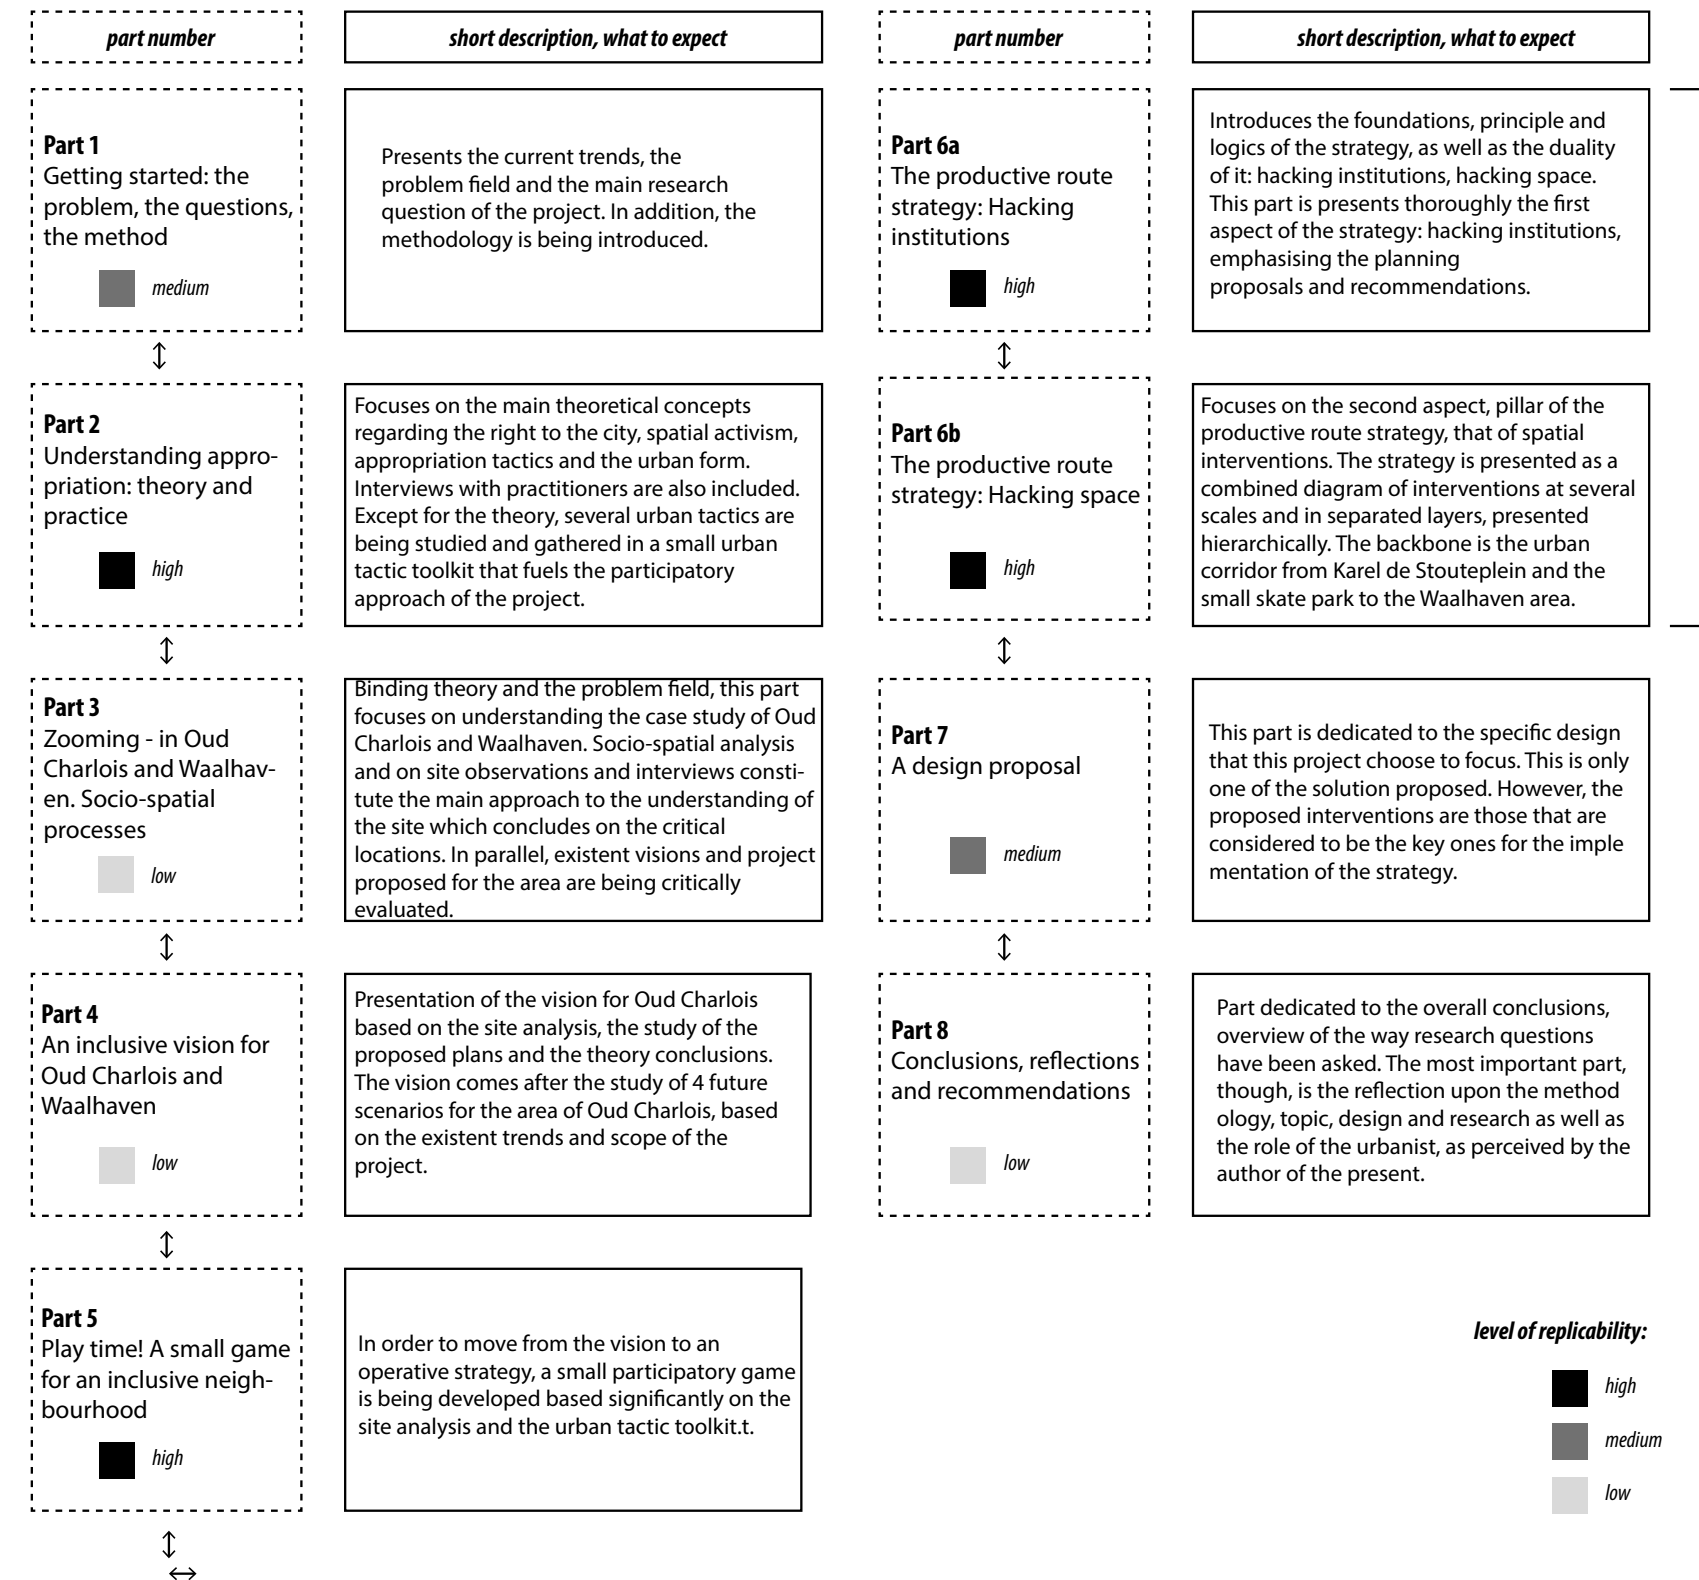 part number
short description, what to expect
Part 1
Getting started: the
problem, the questions,
the method
medium
Presents the current trends, the
problem field and the main research
question of the project. In addition, the
methodology is being introduced.
Part 2
Understanding appro-
priation: theory and
practice
high
Focuses on the main theoretical concepts
regarding the right to the city, spatial activism,
appropriation tactics and the urban form.
Interviews with practitioners are also included.
Except for the theory, several urban tactics are
being studied and gathered in a small urban
tactic toolkit that fuels the participatory
approach of the project.
Part 3
Zooming - in Oud
Charlois and Waalhav-
en. Socio-spatial
processes
low
Binding theory and the problem field, this part
focuses on understanding the case study of Oud
Charlois and Waalhaven. Socio-spatial analysis
and on site observations and interviews consti-
tute the main approach to the understanding of
the site which concludes on the critical
locations. In parallel, existent visions and project
proposed for the area are being critically
evaluated.
Part 4
An inclusive vision for
Oud Charlois and
Waalhaven
low
Presentation of the vision for Oud Charlois
based on the site analysis, the study of the
proposed plans and the theory conclusions.
The vision comes after the study of 4 future
scenarios for the area of Oud Charlois, based
on the existent trends and scope of the
project.
Part 5
Play time! A small game
for an inclusive neigh-
bourhood
high
In order to move from the vision to an
operative strategy, a small participatory game
is being developed based significantly on the
site analysis and the urban tactic toolkit.t.
part number
short description, what to expect
Part 6a
The productive route
strategy: Hacking
institutions
high
Introduces the foundations, principle and
logics of the strategy, as well as the duality
of it: hacking institutions, hacking space.
This part is presents thoroughly the first
aspect of the strategy: hacking institutions,
emphasising the planning
proposals and recommendations.
Part 6b
The productive route
strategy: Hacking space
high
Focuses on the second aspect, pillar of the
productive route strategy, that of spatial
interventions. The strategy is presented as a
combined diagram of interventions at several
scales and in separated layers, presented
hierarchically. The backbone is the urban
corridor from Karel de Stouteplein and the
small skate park to the Waalhaven area.
Part 7
A design proposal
medium
This part is dedicated to the specific design
that this project choose to focus. This is only
one of the solution proposed. However, the
proposed interventions are those that are
considered to be the key ones for the imple
mentation of the strategy.
Part 8
Conclusions, reflections
and recommendations
low
Part dedicated to the overall conclusions,
overview of the way research questions
have been asked. The most important part,
though, is the reflection upon the method
ology, topic, design and research as well as
the role of the urbanist, as perceived by the
author of the present.
level of replicability:
high
medium
low